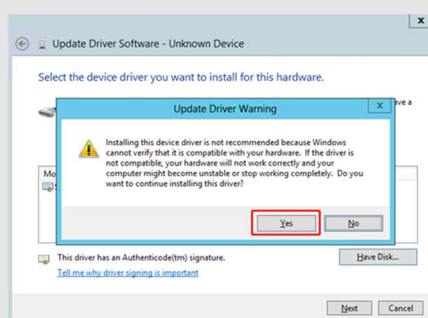 x
Update Driver Software - Unknown Device
Select the device driver you want to install for this hardware.
ave a
Update Driver Warning
x
Installing this device driver is not recommended because Windows
cannot verify that it is compatible with your hardware. If the driver is
not compatible, your hardware will not work correctly and your
computer might become unstable or stop working completely. Do you
want to continue installing this driver?
Mo
Yes
No
This driver has an Authenticode(tm) signature.
Have Disk...
Tell me why driver signing is important
Next
Cancel